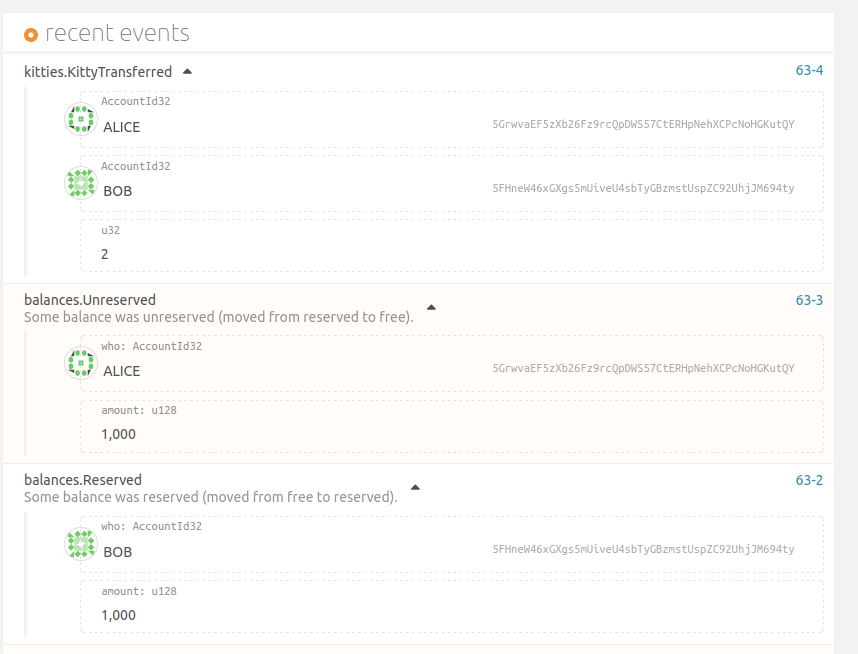 recent events
kitties.KittyTransferred
63-4
AccountId32
ALICE
5GrwvaEF5zXb26Fz9rcQpDWS57CtERHpNehXCPcNoHGKutQY
AccountId32
BOB
5FHneW46xGXgs5mUiveU4sbTyGBzmstUspZC92UhjJM694ty
u32
2
balances.Unreserved
63-3
Some balance was unreserved (moved from reserved to free).
who: AccountId32
ALICE
5GrwvaEF5zXb26Fz9rcQpDWS57CtERHpNehXCPcNoHGKutQY
amount: u128
1,000
balances.Reserved
63-2
Some balance was reserved (moved from free to reserved).
who: AccountId32
BOB
5FHneW46xGXgs5mUiveU4sbTyGBzmstUspZC92UhjJM694ty
amount: u128
1,000